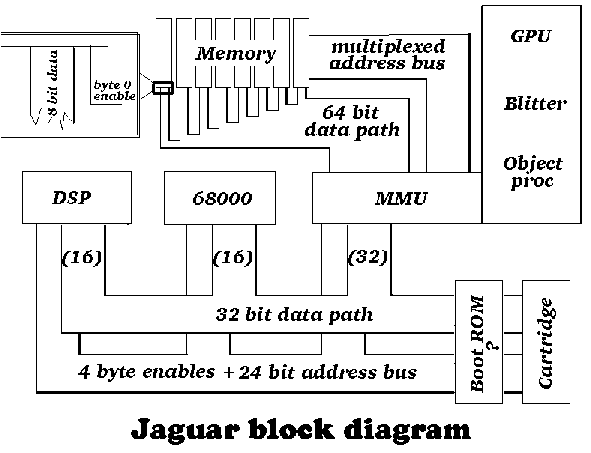 8 bit data
byte 0
enable
Memory
multiplexed
address bus
64 bit
data path
GPU
Blitter
Object
proc
DSP
68000
MMU
(16)
(16)
(32)
32 bit data path
4 byte enables + 24 bit address bus
Boot ROM
?
Cartridge
Jaguar block diagram